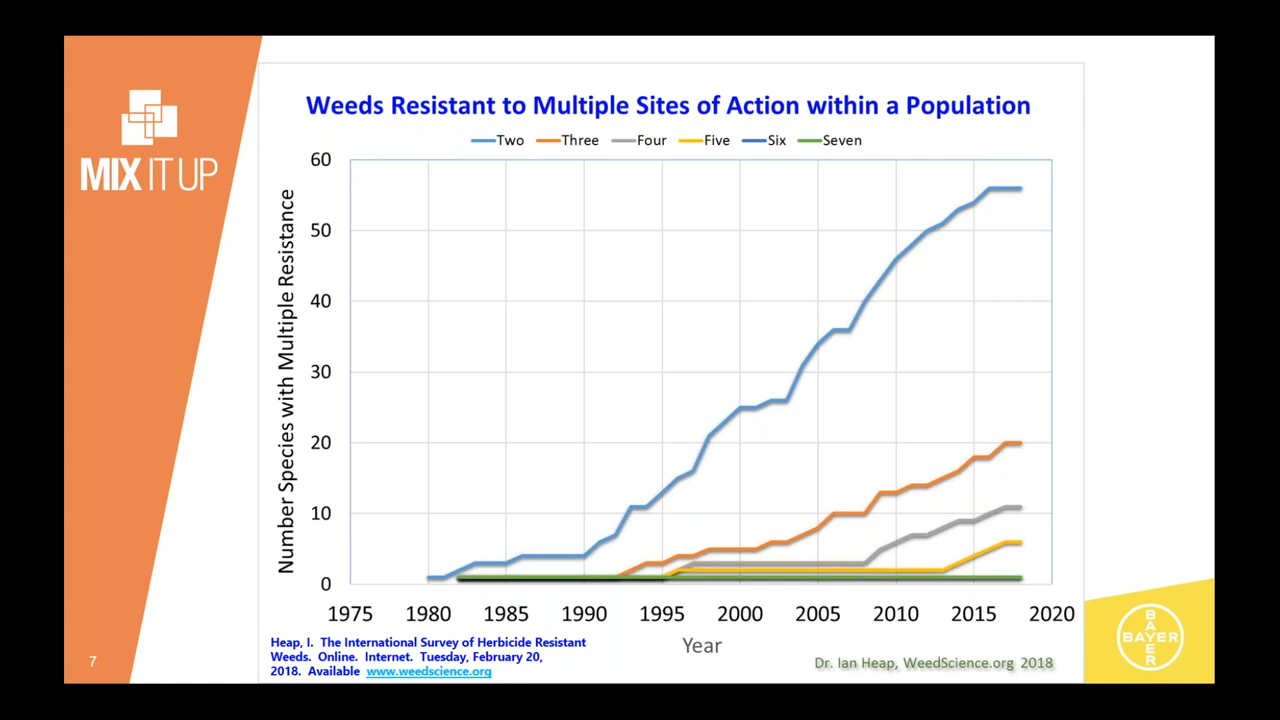 MIX IT UP
Weeds Resistant to Multiple Sites of Action within a Population
Two Three Four Five Six Seven
Number Species with Multiple Resistance
60
50
40
30
20
10
0
1975 1980 1985 1990 1995 2000 2005 2010 2015 2020
Year
Heap, I. The International Survey of Herbicide Resistant
Weeds. Online. Internet. Tuesday, February 20,
2018. Available www.weedscience.org
Dr. Ian Heap, WeedScience.org 2018
7
BAYER
BAYER